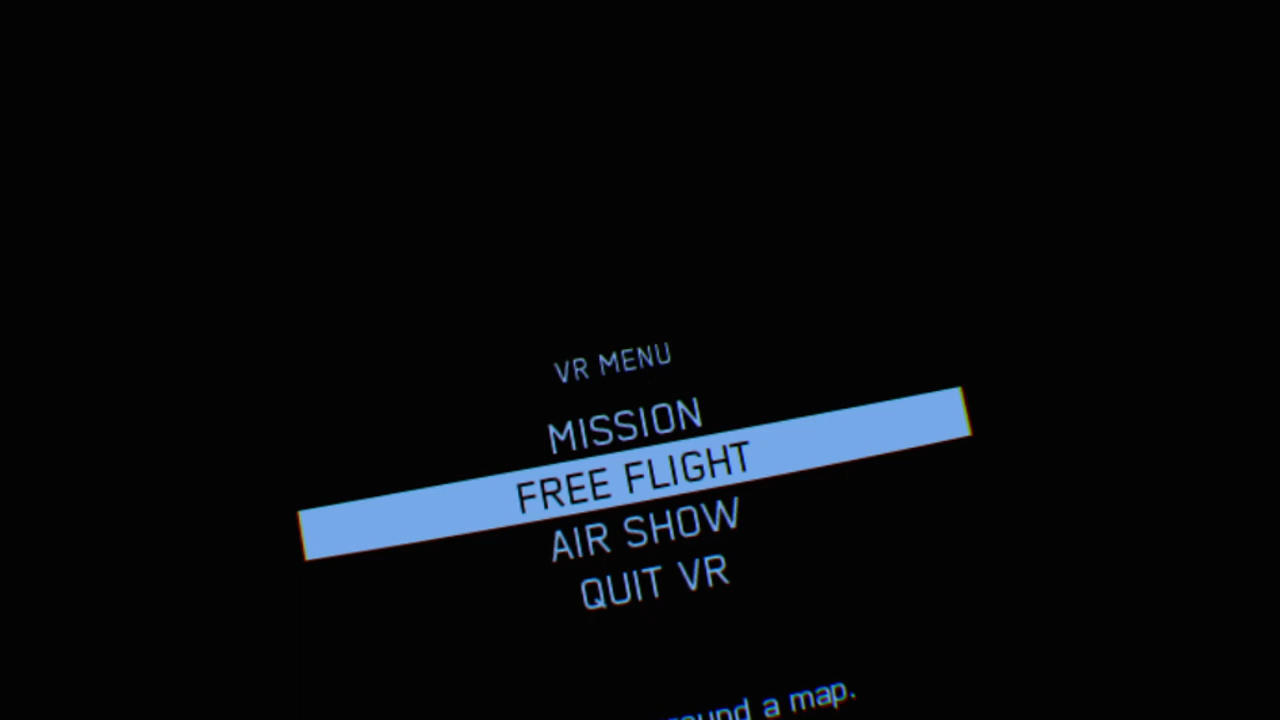 VR MENU
MISSION
FREE FLIGHT
AIR SHOW
QUIT VR
a map.